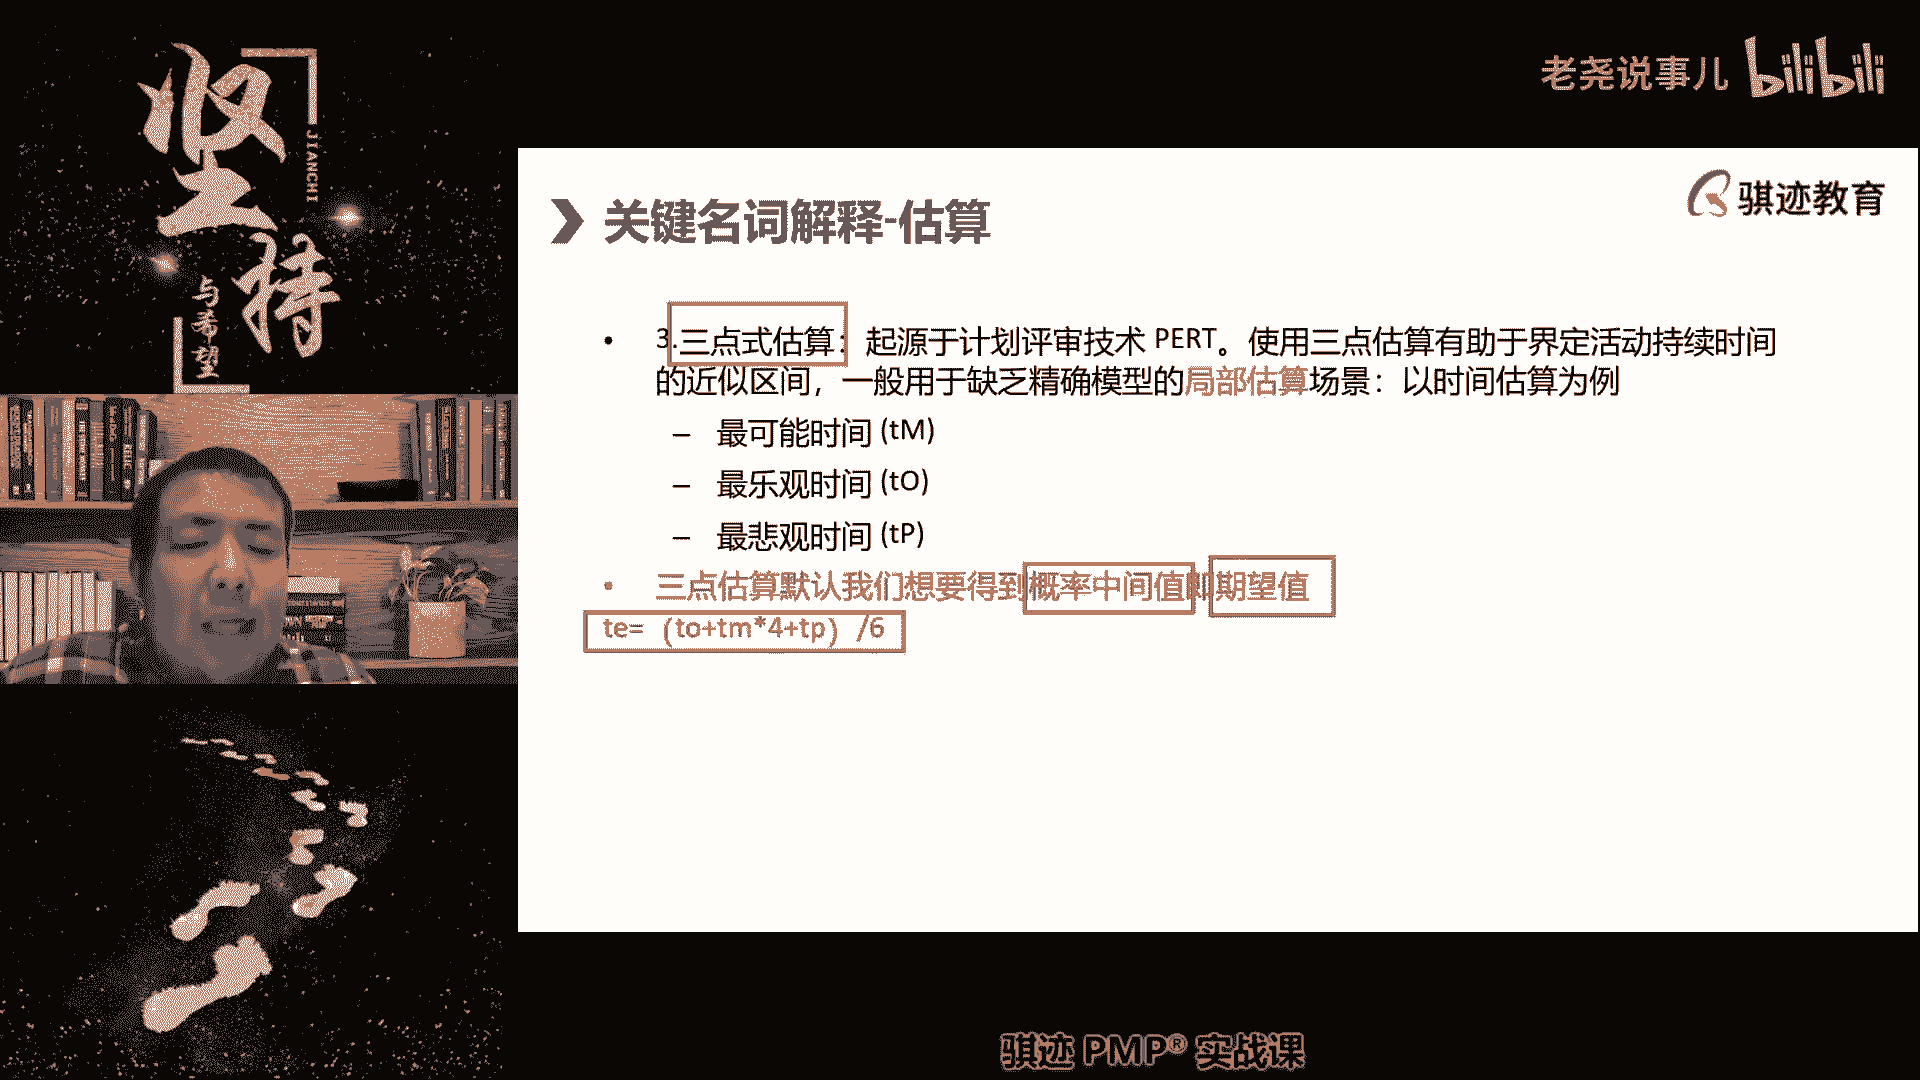 坚持
JIANCHI
与希望
老尧说事儿 bilibili
骐迹教育
关键名词解释-估算
• 3.三点式估算：起源于计划评审技术 PERT。使用三点估算有助于界定活动持续时间
的近似区间，一般用于缺乏精确模型的局部估算场景：以时间估算为例
– 最可能时间 (tM)
– 最乐观时间 (tO)
– 最悲观时间 (tP)
• 三点估算默认我们想要得到概率中间值即期望值
te=（to+tm*4+tp）/6
骐迹 PMP® 实战课